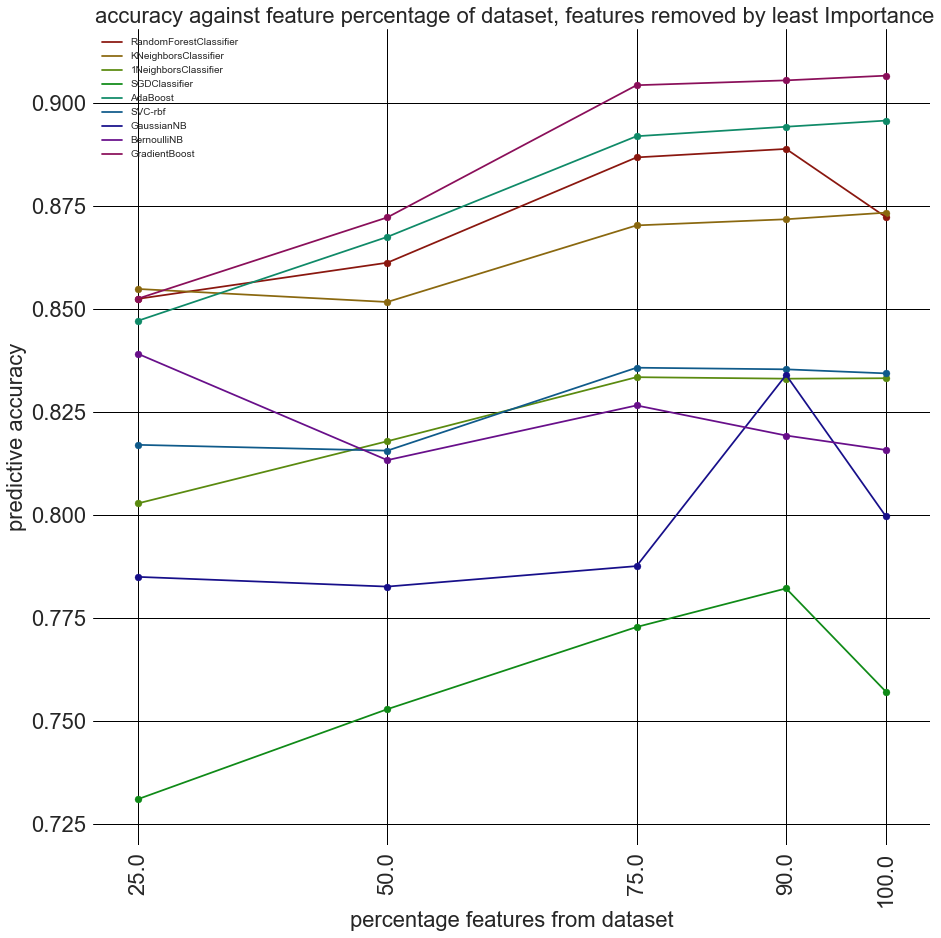 accuracy against feature percentage of dataset, features removed by least Importance
RandomForestClassifier
KNeighborsClassifier
1NeighborsClassifier
SGDClassifier
AdaBoost
SVC-rbf
GaussianNB
BernoulliNB
GradientBoost
predictive accuracy
0.900
0.875
0.850
0.825
0.800
0.775
0.750
0.725
25.0
50.0
75.0
90.0
100.0
percentage features from dataset